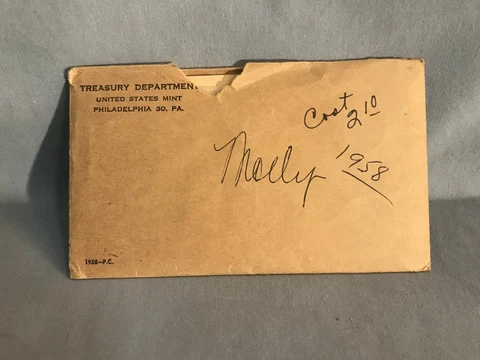 TREASURY DEPARTMENT
UNITED STATES MINT
PHILADELPHIA 30, PA.
Cost
2 10
Molly 1958
1958-P.C.